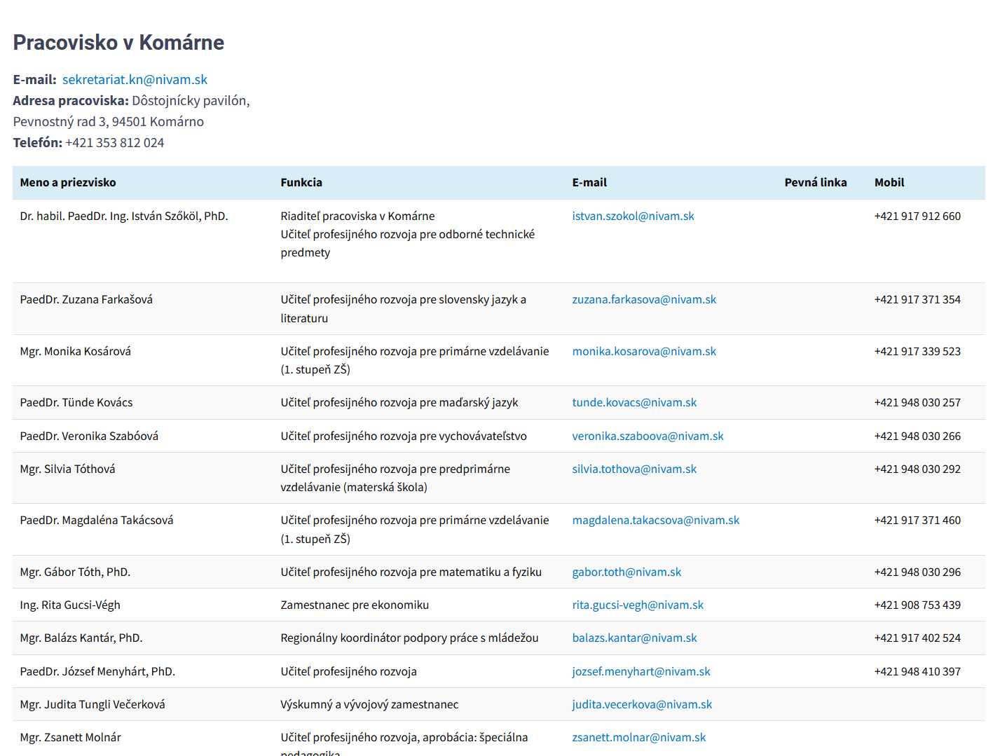 Pracovisko v Komárne
E-mail: sekretariat.kn@nivam.sk
Adresa pracoviska: Dôstojnícky pavilón,
Pevnostný rad 3, 94501 Komárno
Telefón: +421 353 812 024
Meno a priezvisko Funkcia E-mail Pevná linka Mobil
Dr. habil. PaedDr. Ing. István Szőköl, PhD. Riaditeľ pracoviska v Komárne istvan.szokol@nivam.sk +421 917 912 660
Učiteľ profesijného rozvoja pre odborné technické
predmety
PaedDr. Zuzana Farkašová Učiteľ profesijného rozvoja pre slovensky jazyk a zuzana.farkasova@nivam.sk +421 917 371 354
literaturu
Mgr. Monika Kosárová Učiteľ profesijného rozvoja pre primárne vzdelávanie monika.kosarova@nivam.sk +421 917 339 523
(1. stupeň ZŠ)
PaedDr. Tünde Kovács Učiteľ profesijného rozvoja pre maďarský jazyk tunde.kovacs@nivam.sk +421 948 030 257
PaedDr. Veronika Szabóová Učiteľ profesijného rozvoja pre vychovávateľstvo veronika.szaboova@nivam.sk +421 948 030 266
Mgr. Silvia Tóthová Učiteľ profesijného rozvoja pre predprimárne silvia.tothova@nivam.sk +421 948 030 292
vzdelávanie (materská škola)
PaedDr. Magdaléna Takácsová Učiteľ profesijného rozvoja pre primárne vzdelávanie magdalena.takacsova@nivam.sk +421 917 371 460
(1. stupeň ZŠ)
Mgr. Gábor Tóth, PhD. Učiteľ profesijného rozvoja pre matematiku a fyziku gabor.toth@nivam.sk +421 948 030 296
Ing. Rita Gucsi-Végh Zamestnanec pre ekonomiku rita.gucsi-vegh@nivam.sk +421 908 753 439
Mgr. Balázs Kantár, PhD. Regionálny koordinátor podpory práce s mládežou balazs.kantar@nivam.sk +421 917 402 524
PaedDr. József Menyhárt, PhD. Učiteľ profesijného rozvoja jozsef.menyhart@nivam.sk +421 948 410 397
Mgr. Judita Tungli Večerková Výskumný a vývojový zamestnanec judita.vecerkova@nivam.sk
Mgr. Zsanett Molnár Učiteľ profesijného rozvoja, aprobácia: špeciálna zsanett.molnar@nivam.sk
pedagogika